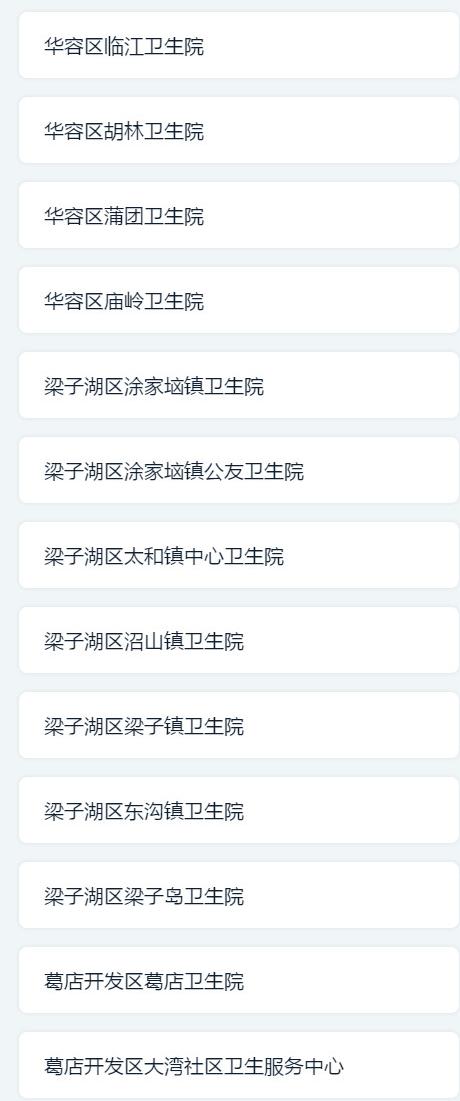 华容区临江卫生院
华容区胡林卫生院
华容区蒲团卫生院
华容区庙岭卫生院
梁子湖区涂家垴镇卫生院
梁子湖区涂家垴镇公友卫生院
梁子湖区太和镇中心卫生院
梁子湖区沼山镇卫生院
梁子湖区梁子镇卫生院
梁子湖区东沟镇卫生院
梁子湖区梁子岛卫生院
葛店开发区葛店卫生院
葛店开发区大湾社区卫生服务中心